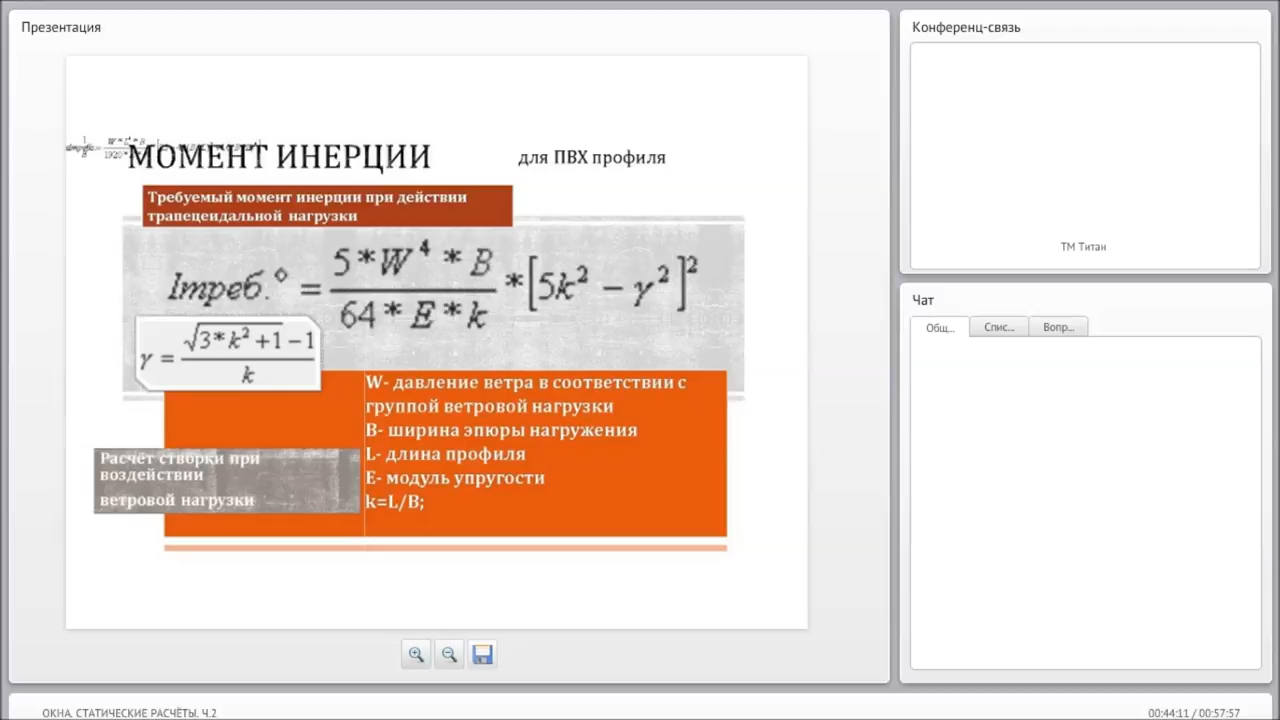 Презентация
МОМЕНТ ИНЕРЦИИ
для ПВХ профиля
Требуемый момент инерции при действии
трапецеидальной нагрузки
Iтреб.° = 5*W⁴*B / 64*E*k * [5k² − γ²]²
γ = √3*k²+1−1 / k
W- давление ветра в соответствии с
группой ветровой нагрузки
B- ширина эпюры нагружения
L- длина профиля
E- модуль упругости
k=L/B;
Расчёт створки при
воздействии
ветровой нагрузки
Конференц-связь
ТМ Титан
Чат
Общ...
Спис...
Вопр...
ОКНА. СТАТИЧЕСКИЕ РАСЧЁТЫ. Ч.2
00:44:11 / 00:57:57